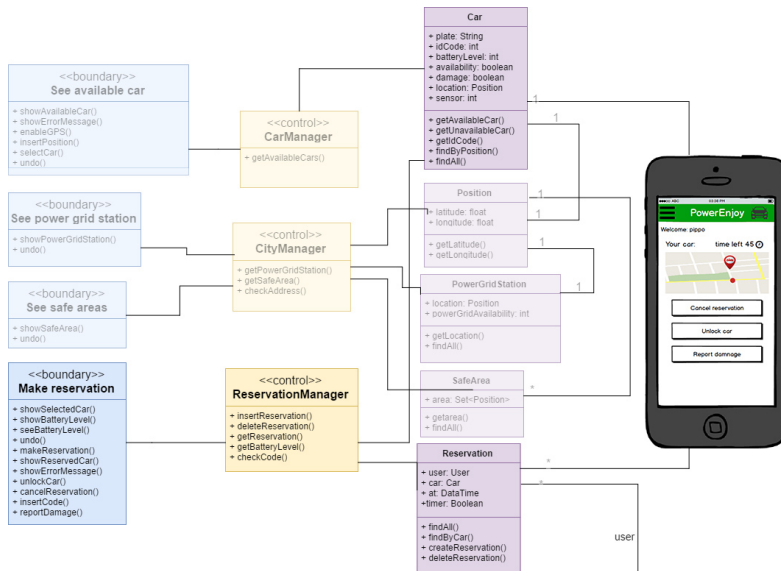 Car
+ plate: String
+ idCode: int
+ batteryLevel: int
+ availability: boolean
+ damage: boolean
+ location: Position
+ sensor: int
+ getAvailableCar()
+ getUnavailableCar()
+ getIdCode()
+ findByPosition()
+ findAll()
<<boundary>>
See available car
+ showAvailableCar()
+ showErrorMessage()
+ enableGPS()
+ insertPosition()
+ selectCar()
+ undo()
<<control>>
CarManager
+ getAvailableCars()
1
1
<<boundary>>
See power grid station
+ showPowerGridStation()
+ undo()
<<control>>
CityManager
+ getPowerGridStation()
+ getSafeArea()
+ checkAddress()
Position
+ latitude: float
+ longitude: float
+ getLatitude()
+ getLongitude()
1
1
1
<<boundary>>
See safe areas
+ showSafeArea()
+ undo()
PowerGridStation
+ location: Position
+ powerGridAvailability: int
+ getLocation()
+ findAll()
1
SafeArea
+ area: Set<Position>
+ getarea()
+ findAll()
*
<<boundary>>
Make reservation
+ showSelectedCar()
+ showBatteryLevel()
+ seeBatteryLevel()
+ undo()
+ makeReservation()
+ showReservedCar()
+ showErrorMessage()
+ unlockCar()
+ cancelReservation()
+ insertCode()
+ reportDamage()
<<control>>
ReservationManager
+ insertReservation()
+ deleteReservation()
+ getReservation()
+ getBatteryLevel()
+ checkCode()
Reservation
+ user: User
+ car: Car
+ at: DataTime
+timer: Boolean
+ findAll()
+ findByCar()
+ createReservation()
+ deleteReservation()
*
*
user
PowerEnjoy
Welcome: pippo
Your car: time left 45
Cancel reservation
Unlock car
Report damnage